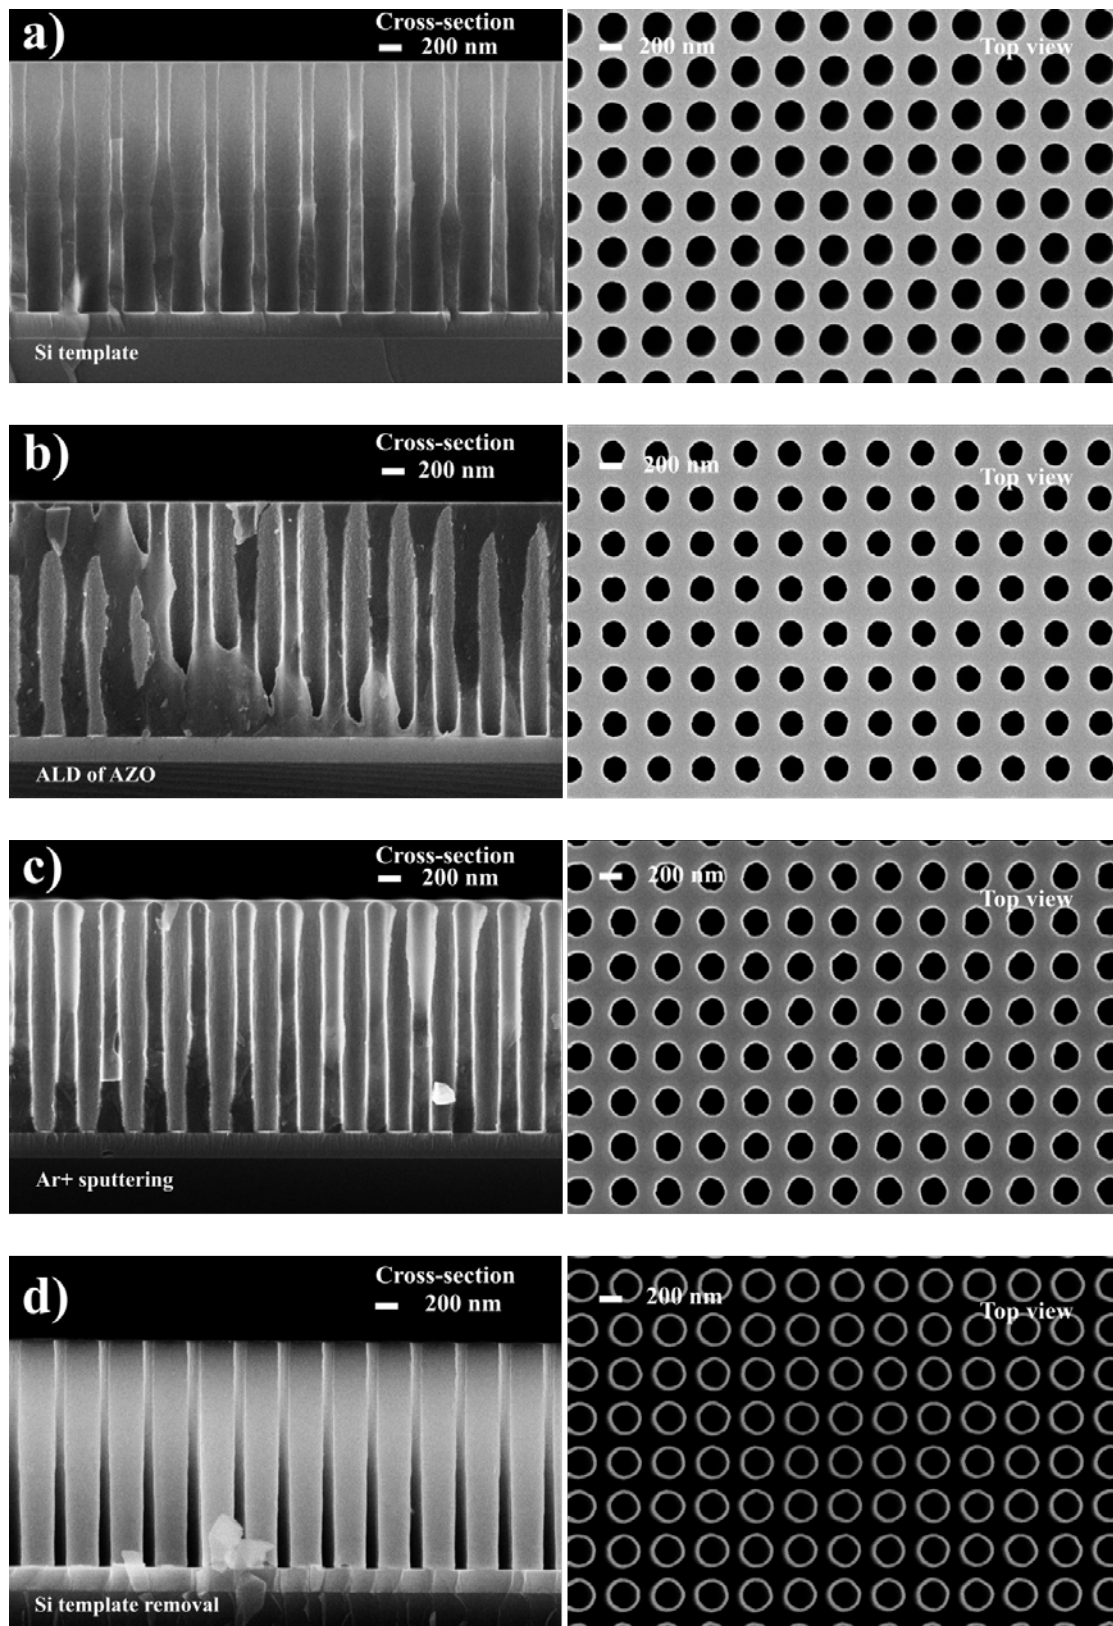 a)
Cross-section
200 nm
Si template
200 nm
Top view
b)
Cross-section
200 nm
ALD of AZO
200 nm
Top view
c)
Cross-section
200 nm
Ar+ sputtering
200 nm
Top view
d)
Cross-section
200 nm
Si template removal
200 nm
Top view